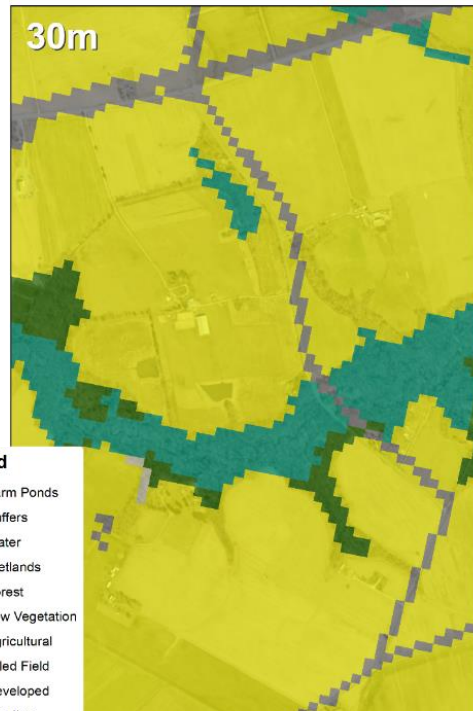 30m
d
arm Ponds
uffers
ater
etlands
orest
w Vegetation
gricultural
led Field
eveloped